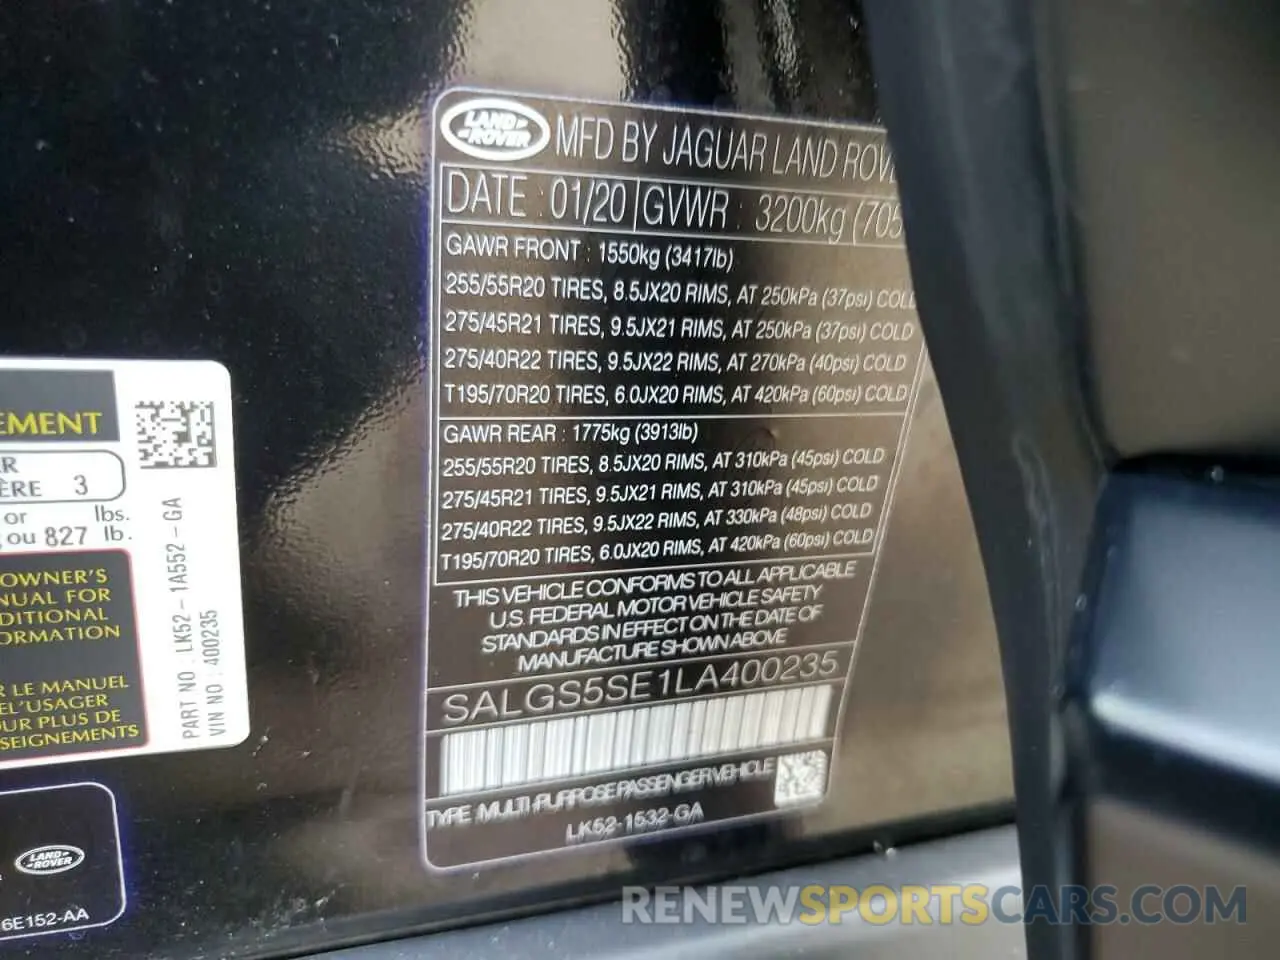 LAND ROVER
MFD BY JAGUAR LAND
DATE : 01/20 GVWR : 3200kg
GAWR FRONT : 1550kg (3417lb)
255/55R20 TIRES, 8.5JX20 RIMS, AT 250kPa (37psi) COLD
275/45R21 TIRES, 9.5JX21 RIMS, AT 250kPa (37psi) COLD
275/40R22 TIRES, 9.5JX22 RIMS, AT 270kPa (40psi) COLD
T195/70R20 TIRES, 6.0JX20 RIMS, AT 420kPa (60psi) COLD
GAWR REAR : 1775kg (3913lb)
255/55R20 TIRES, 8.5JX20 RIMS, AT 310kPa (45psi) COLD
275/45R21 TIRES, 9.5JX21 RIMS, AT 310kPa (45psi) COLD
275/40R22 TIRES, 9.5JX22 RIMS, AT 330kPa (48psi) COLD
T195/70R20 TIRES, 6.0JX20 RIMS, AT 420kPa (60psi) COLD
THIS VEHICLE CONFORMS TO ALL APPLICABLE
U.S. FEDERAL MOTOR VEHICLE SAFETY
STANDARDS IN EFFECT ON THE DATE OF
MANUFACTURE SHOWN ABOVE
SALGS5SE1LA400235
TYPE : MULTI-PURPOSE PASSENGER VEHICLE
LK52-1532-GA
EMENT
R
ÈRE 3
or lbs.
ou 827 lb.
OWNER'S
NUAL FOR
DITIONAL
ORMATION
R LE MANUEL
EL'USAGER
UR PLUS DE
SEIGNEMENTS
PART NO : LK52-1A552-GA
VIN NO : 400235
LAND ROVER
6E152-AA
RENEWSPORTSCARS.COM